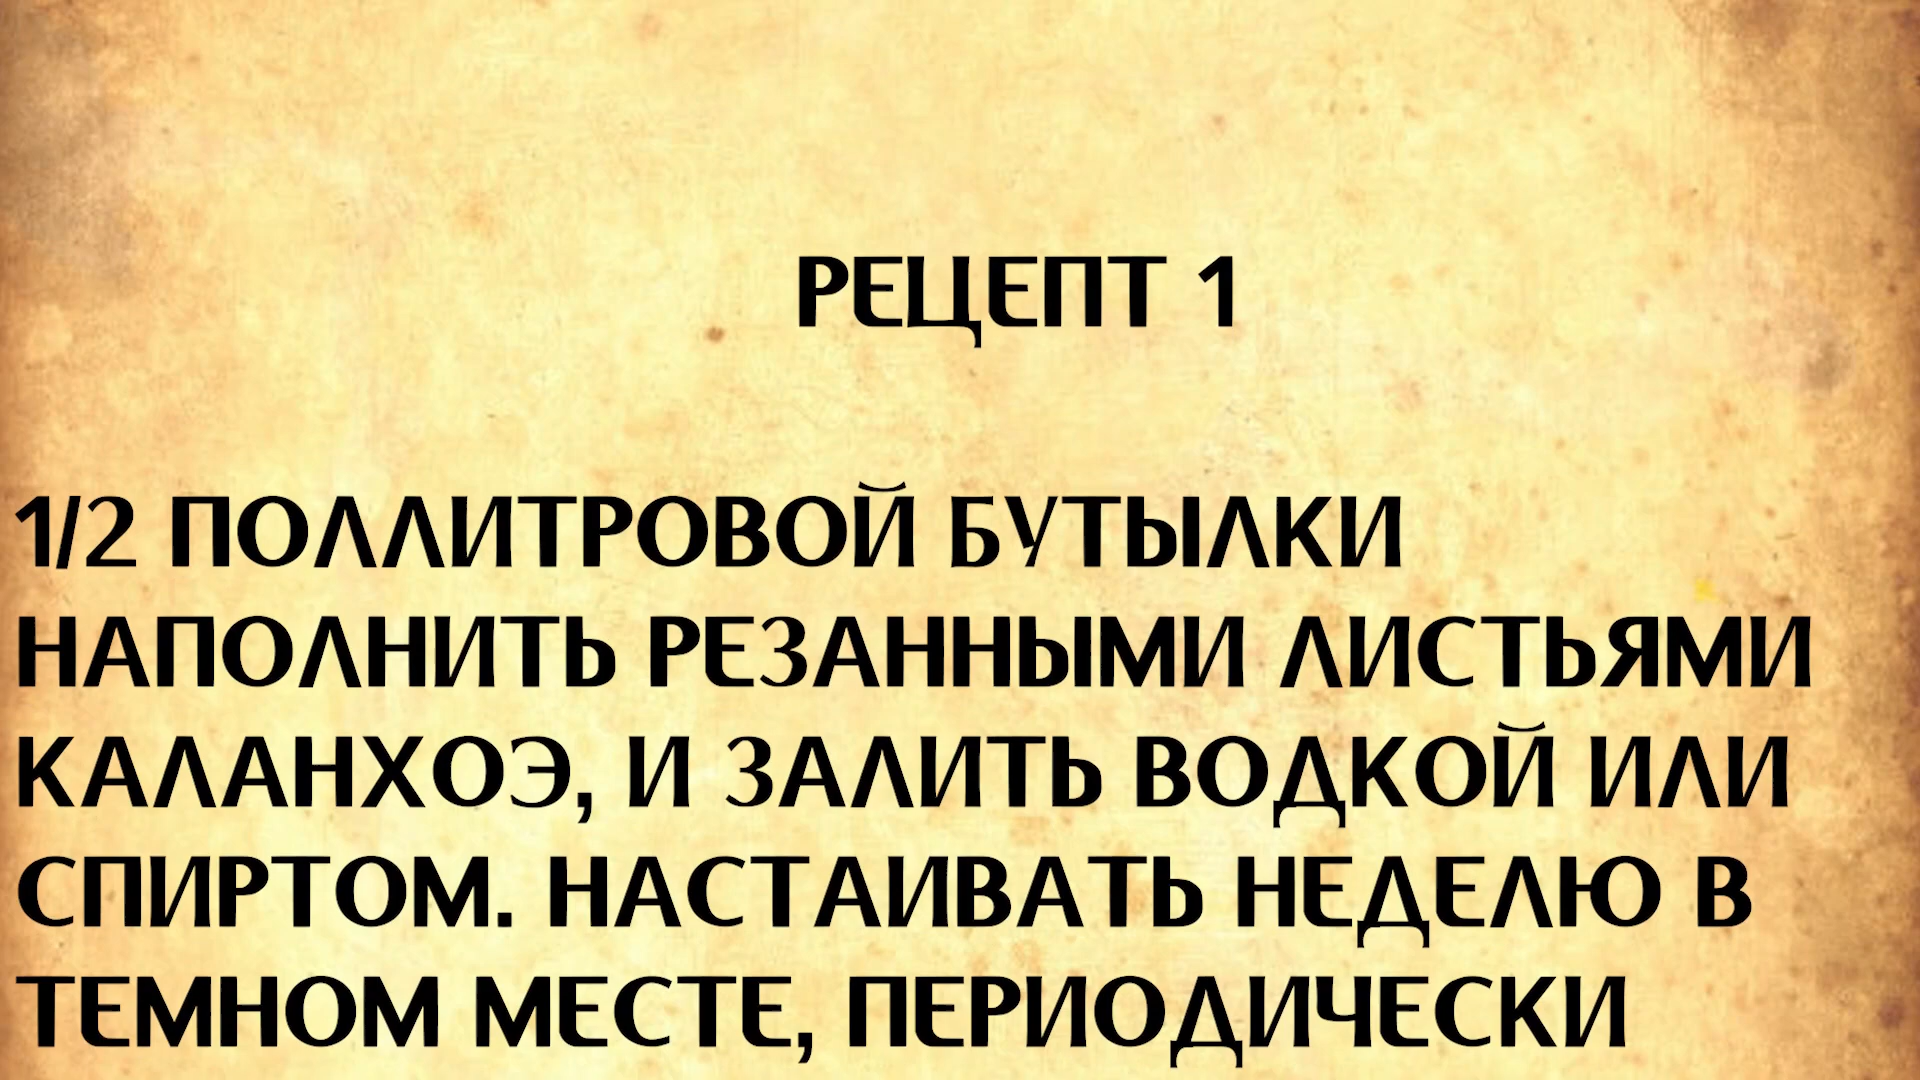 РЕЦЕПТ 1
1/2 ПОЛЛИТРОВОЙ БУТЫЛКИ
НАПОЛНИТЬ РЕЗАННЫМИ ЛИСТЬЯМИ
КАЛАНХОЭ, И ЗАЛИТЬ ВОДКОЙ ИЛИ
СПИРТОМ. НАСТАИВАТЬ НЕДЕЛЮ В
ТЕМНОМ МЕСТЕ, ПЕРИОДИЧЕСКИ